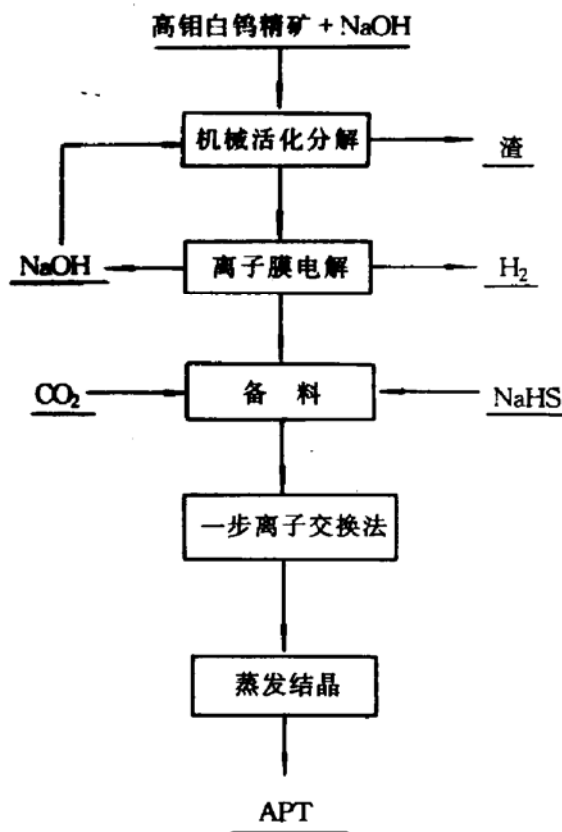 高钼白钨精矿 + NaOH
机械活化分解
渣
NaOH
离子膜电解
H₂
CO₂
备 料
NaHS
一步离子交换法
蒸发结晶
APT